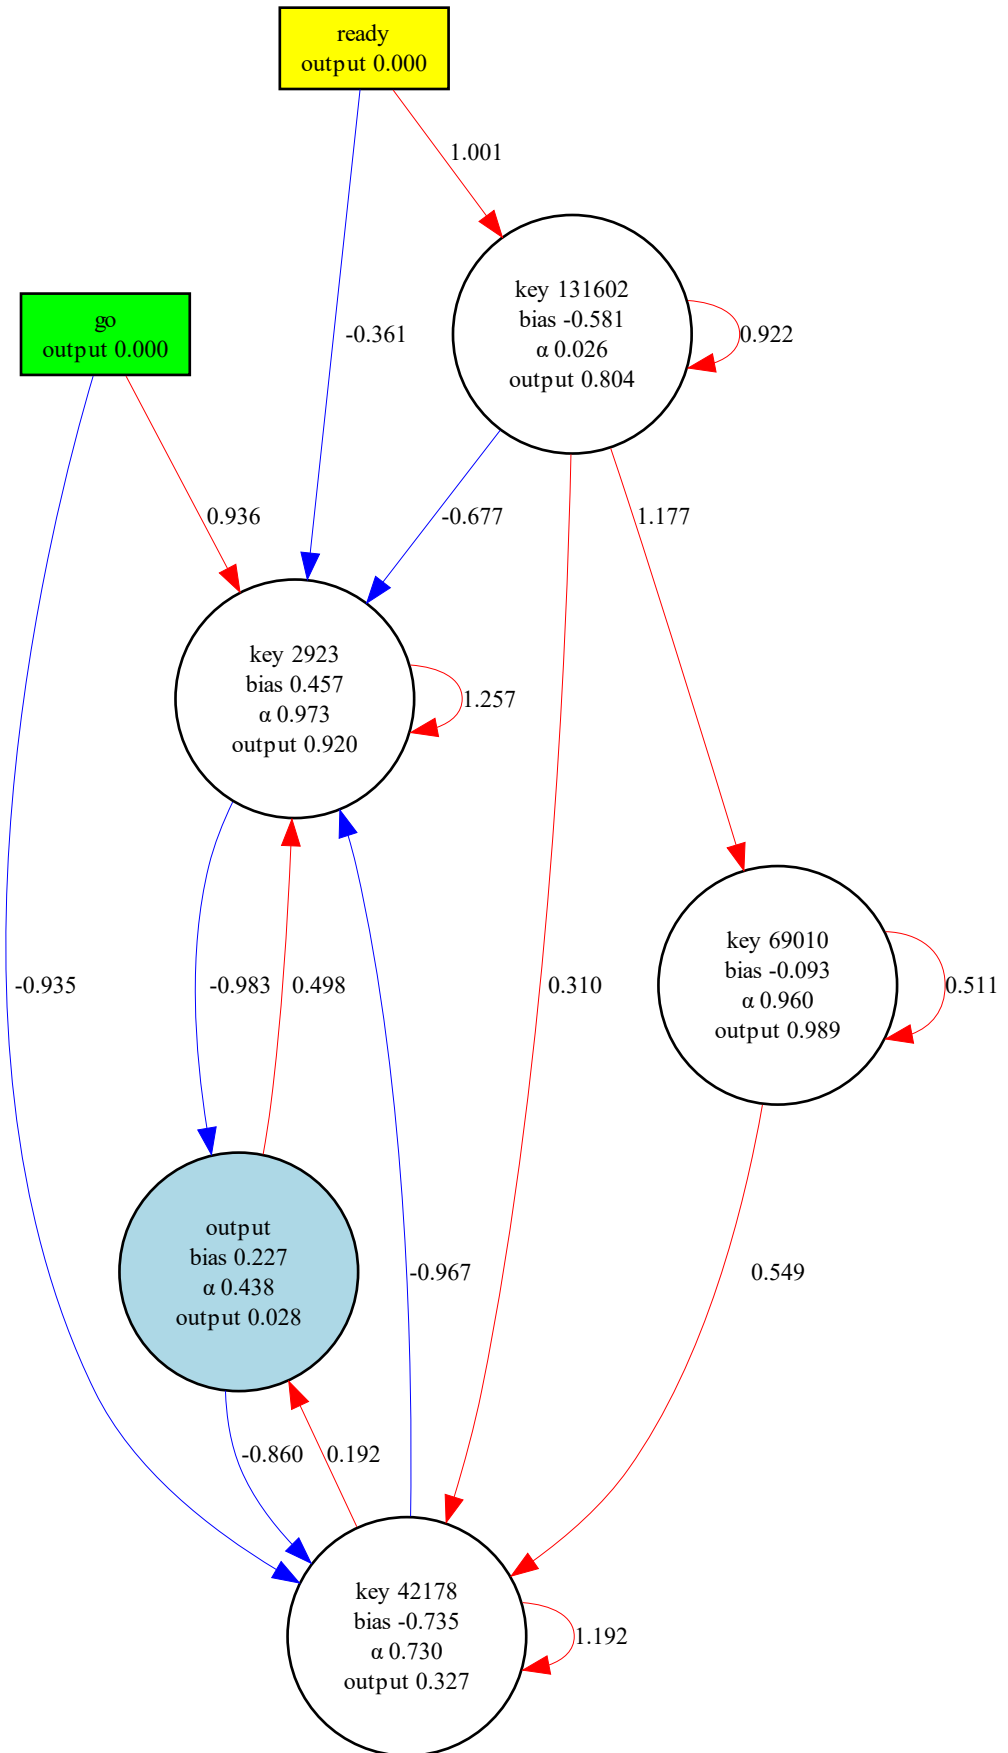 ready
output 0.000
1.001
key 131602
bias -0.581
α 0.026
output 0.804
0.922
-0.361
go
output 0.000
0.936
-0.677
1.177
key 2923
bias 0.457
α 0.973
output 0.920
1.257
key 69010
bias -0.093
α 0.960
output 0.989
0.511
-0.935
-0.983
0.498
0.310
output
bias 0.227
α 0.438
output 0.028
-0.967
0.549
-0.860
0.192
key 42178
bias -0.735
α 0.730
output 0.327
1.192